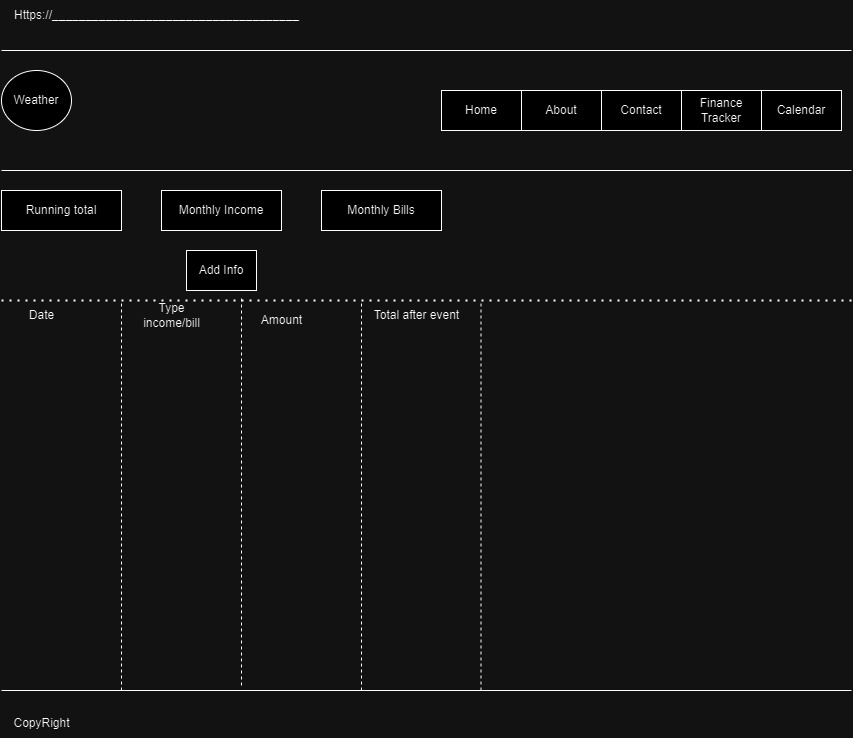 Https://______________________________________
Weather
Home
About
Contact
Finance
Tracker
Calendar
Running total
Monthly Income
Monthly Bills
Add Info
Date
Type
income/bill
Amount
Total after event
CopyRight